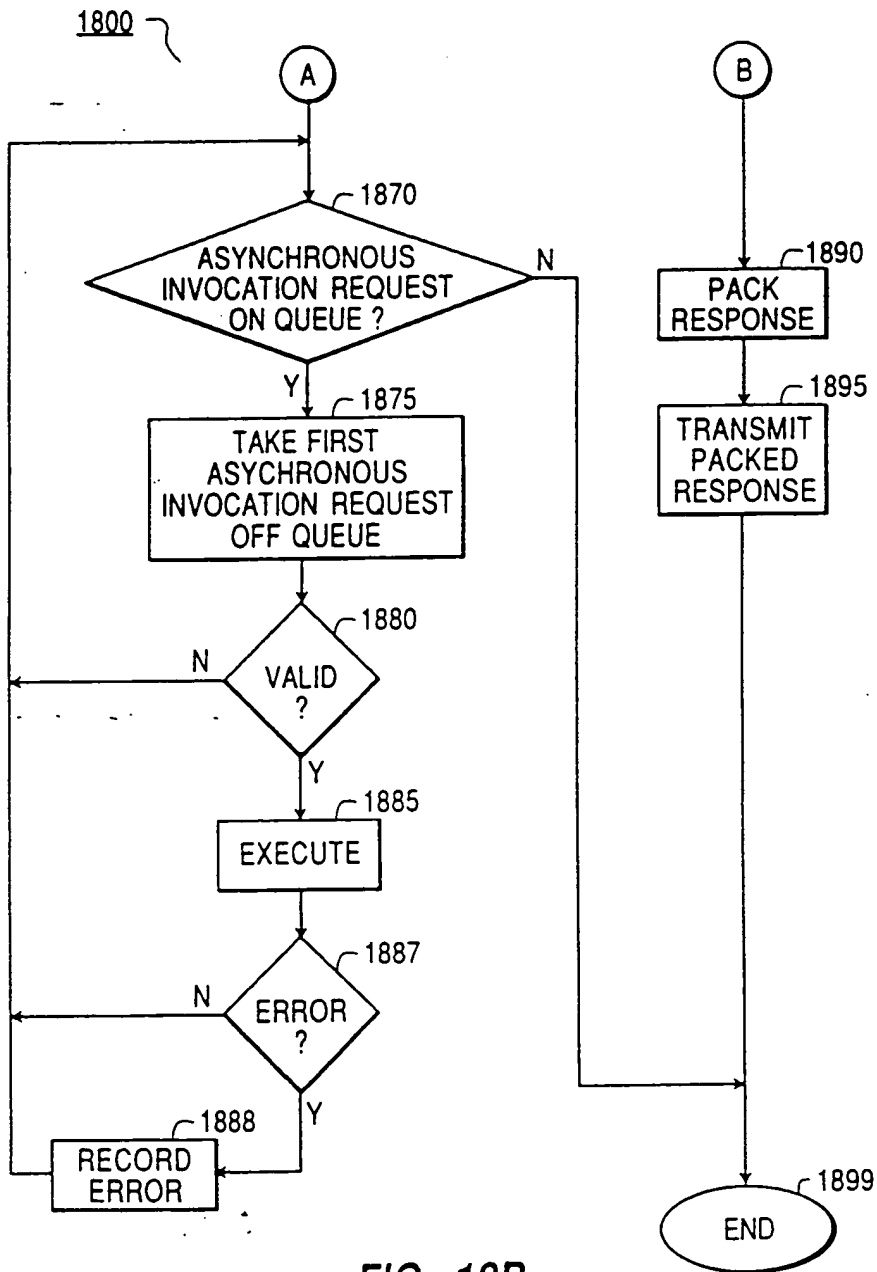 1800
A
B
1870
ASYNCHRONOUS
INVOCATION REQUEST
ON QUEUE ?
N
Y
1875
TAKE FIRST
ASYCHRONOUS
INVOCATION REQUEST
OFF QUEUE
1880
VALID
?
N
Y
1885
EXECUTE
1887
ERROR
?
N
Y
1888
RECORD
ERROR
1890
PACK
RESPONSE
1895
TRANSMIT
PACKED
RESPONSE
1899
END